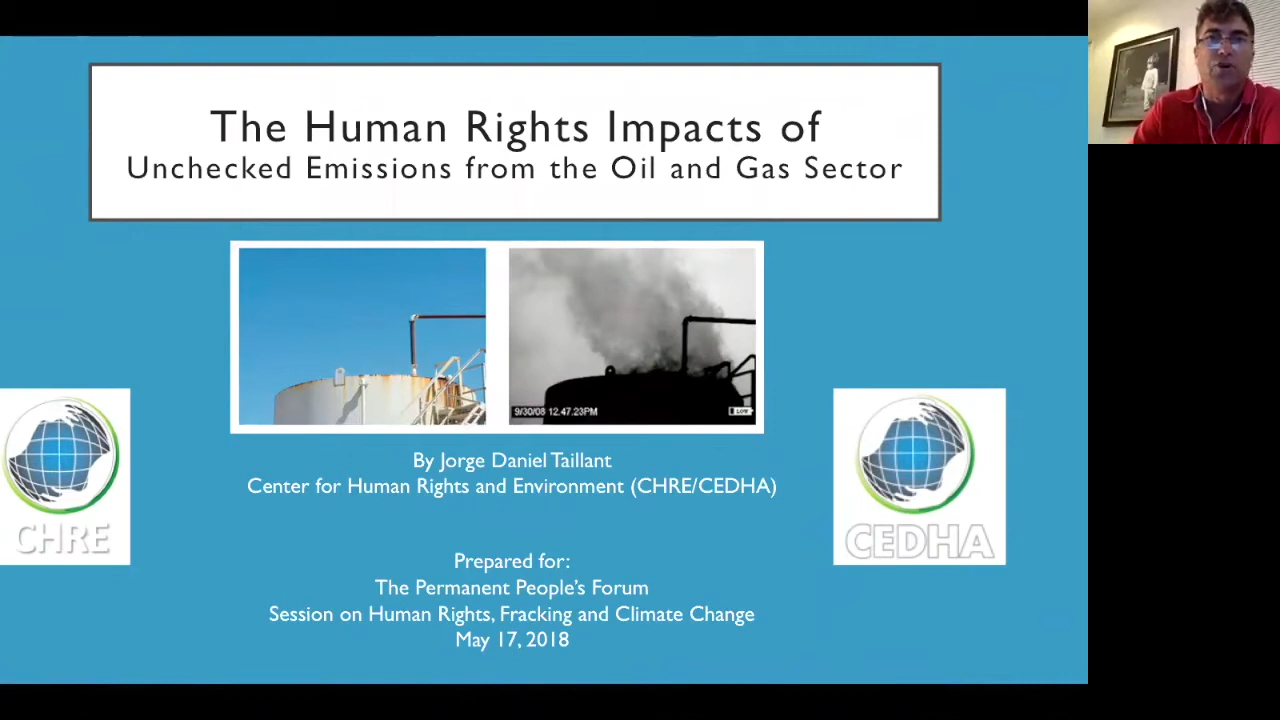 The Human Rights Impacts of
Unchecked Emissions from the Oil and Gas Sector
9/30/08 12.47.23PM
LOW
By Jorge Daniel Taillant
Center for Human Rights and Environment (CHRE/CEDHA)
CHRE
CEDHA
Prepared for:
The Permanent People's Forum
Session on Human Rights, Fracking and Climate Change
May 17, 2018